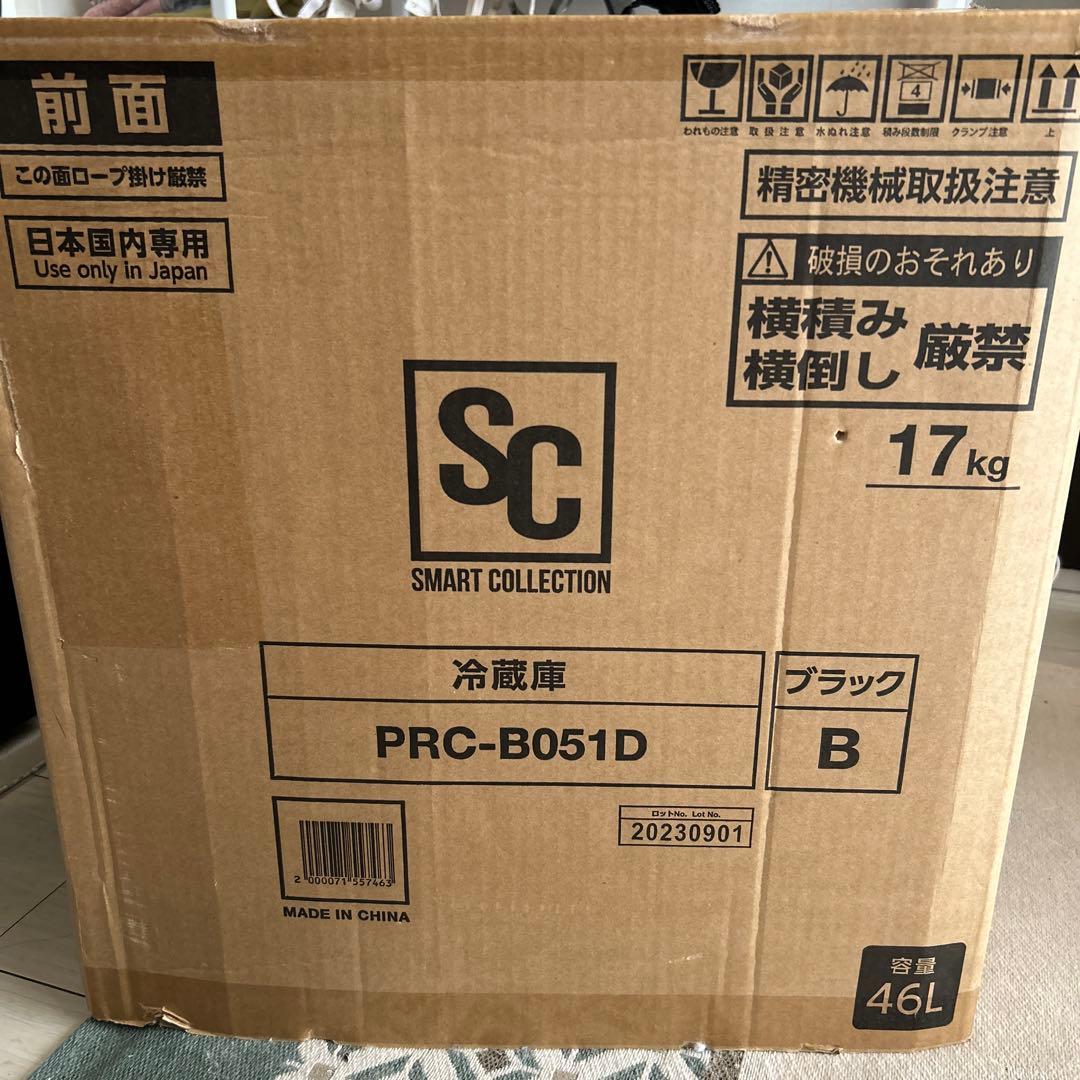 前面
この面ロープ掛け厳禁
日本国内専用
Use only in Japan
4
われもの注意 取扱注意 水ぬれ注意 積み段数制限 クランプ注意 上
精密機械取扱注意
破損のおそれあり
横積み
横倒し
厳禁
17kg
SC
SMART COLLECTION
冷蔵庫
PRC-B051D
ブラック
B
ロットNo. Lot No.
20230901
2 000071 557463
MADE IN CHINA
容量
46L